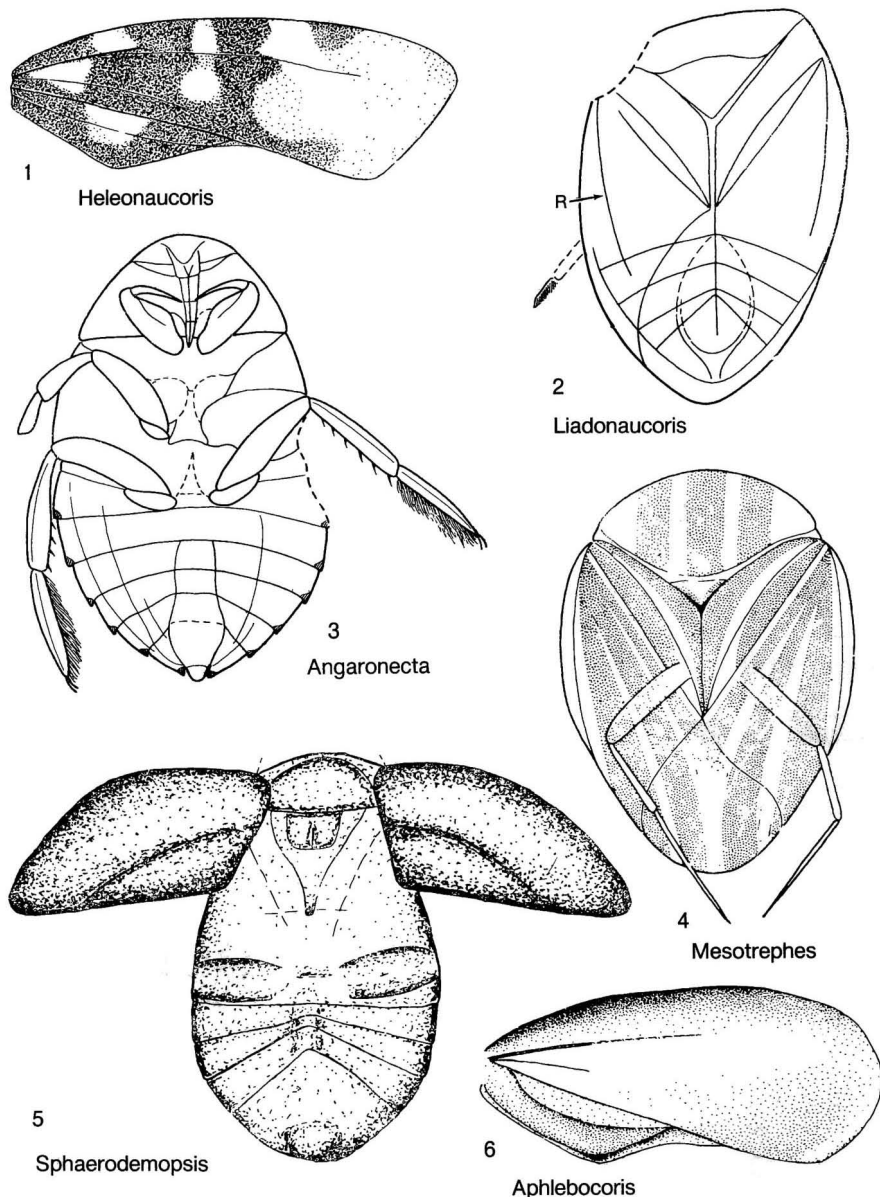 1
Heleonaucoris
R
2
Liadonaucoris
3
Angaronecta
4
Mesotrephes
5
Sphaerodemopsis
6
Aphlebocoris